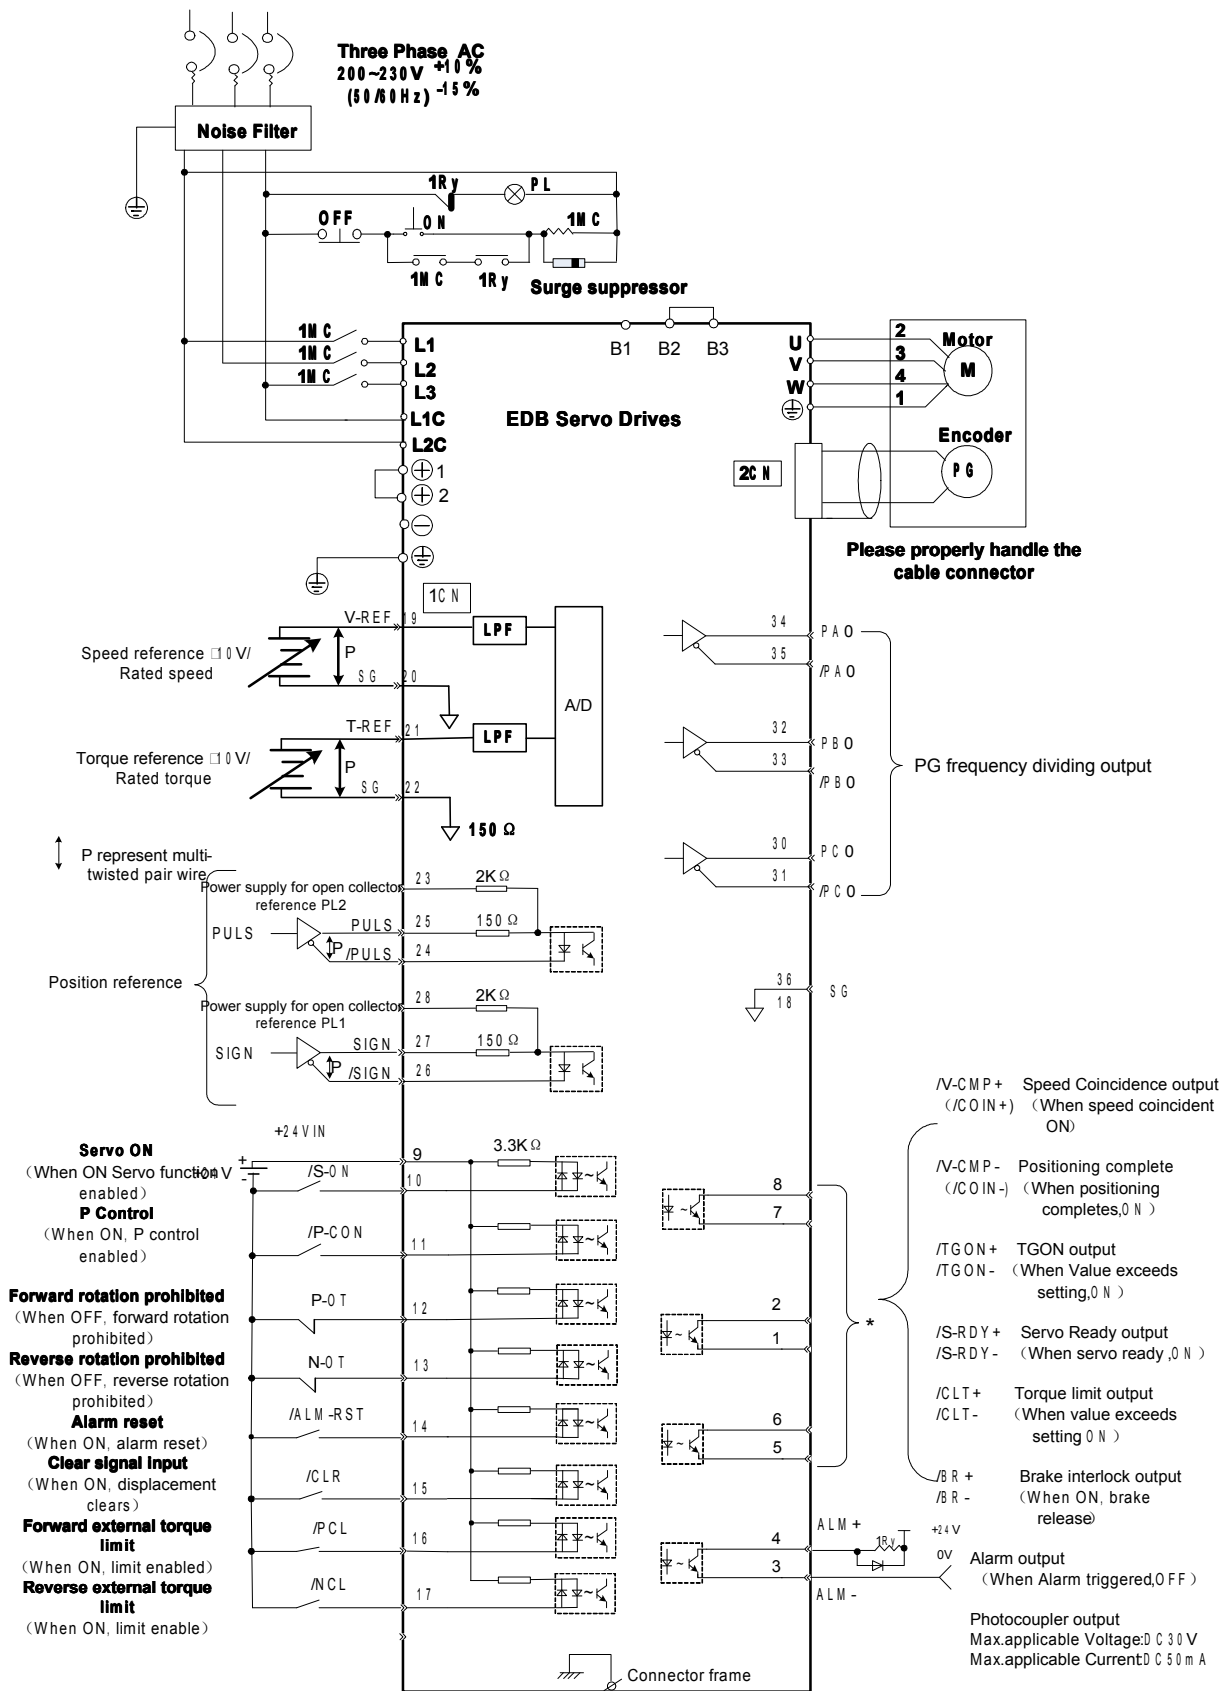 Three Phase AC
200~230V +10%
-15%
(50/60Hz)
Noise Filter
1Ry
PL
OFF
ON
1MC
1MC
1Ry
Surge suppressor
1MC
1MC
1MC
L1
L2
L3
L1C
L2C
1
2
B1
B2
B3
EDB Servo Drives
U
V
W
2
3
4
1
Motor
M
Encoder
PG
2CN
Please properly handle the
cable connector
1CN
V-REF
19
LPF
Speed reference □10V/
Rated speed
P
SG
20
A/D
T-REF
21
LPF
Torque reference □10V/
Rated torque
P
SG
22
150Ω
P represent multi-
twisted pair wire
34
PAO
35
/PAO
32
PBO
33
/PBO
PG frequency dividing output
30
PCO
31
/PCO
Power supply for open collector
reference PL2
23
2KΩ
PULS
PULS
25
150Ω
P
/PULS
24
Position reference
Power supply for open collector
reference PL1
28
2KΩ
SIGN
SIGN
27
150Ω
P
/SIGN
26
36
SG
18
+24VIN
Servo ON
(When ON Servo function
enabled)
+24V
+
-
9
3.3KΩ
/S-ON
10
P Control
(When ON, P control
enabled)
/P-CON
11
Forward rotation prohibited
(When OFF, forward rotation
prohibited)
P-OT
12
Reverse rotation prohibited
(When OFF, reverse rotation
prohibited)
N-OT
13
Alarm reset
(When ON, alarm reset)
/ALM-RST
14
Clear signal input
(When ON, displacement
clears)
/CLR
15
Forward external torque
limit
(When ON, limit enabled)
/PCL
16
Reverse external torque
limit
(When ON, limit enable)
/NCL
17
8
7
2
1
6
5
*
/V-CMP+ Speed Coincidence output
(/COIN+) (When speed coincident
ON)
/V-CMP- Positioning complete
(/COIN-) (When positioning
completes,ON)
/TGON+ TGON output
/TGON- (When Value exceeds
setting,ON)
/S-RDY+ Servo Ready output
/S-RDY- (When servo ready ,ON)
/CLT+ Torque limit output
/CLT- (When value exceeds
setting ON)
/BR+ Brake interlock output
/BR- (When ON, brake
release)
ALM+
4
1Ry
+24V
0V
3
ALM-
Alarm output
(When Alarm triggered,OFF)
Photocoupler output
Max.applicable Voltage:DC30V
Max.applicable Current:DC50mA
Connector frame